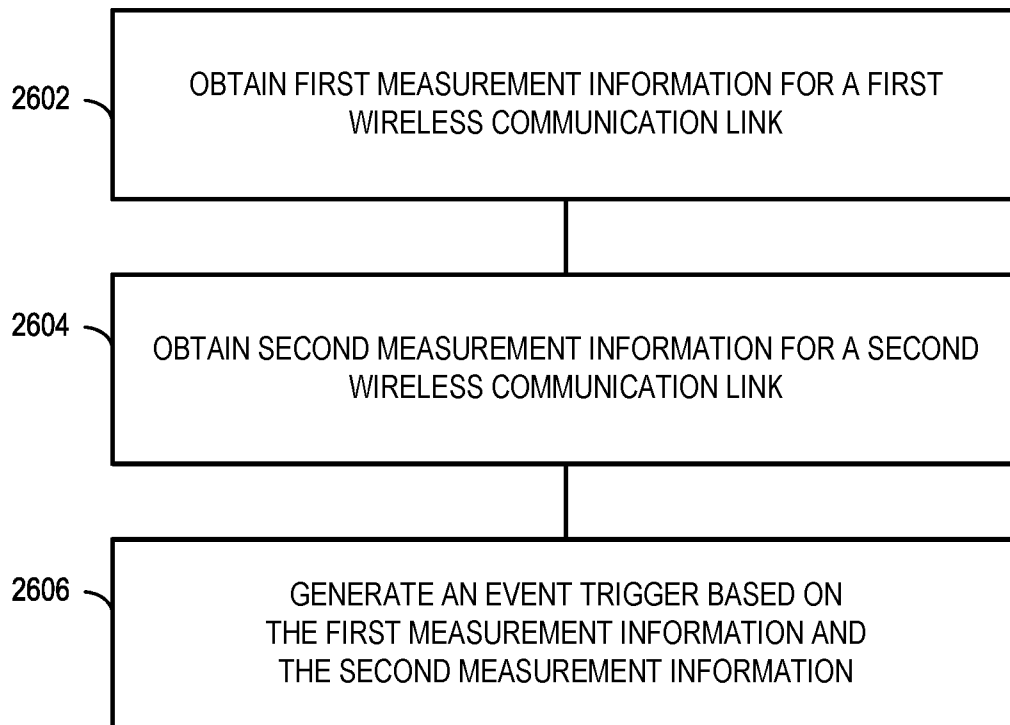 2602
OBTAIN FIRST MEASUREMENT INFORMATION FOR A FIRST
WIRELESS COMMUNICATION LINK
2604
OBTAIN SECOND MEASUREMENT INFORMATION FOR A SECOND
WIRELESS COMMUNICATION LINK
2606
GENERATE AN EVENT TRIGGER BASED ON
THE FIRST MEASUREMENT INFORMATION AND
THE SECOND MEASUREMENT INFORMATION